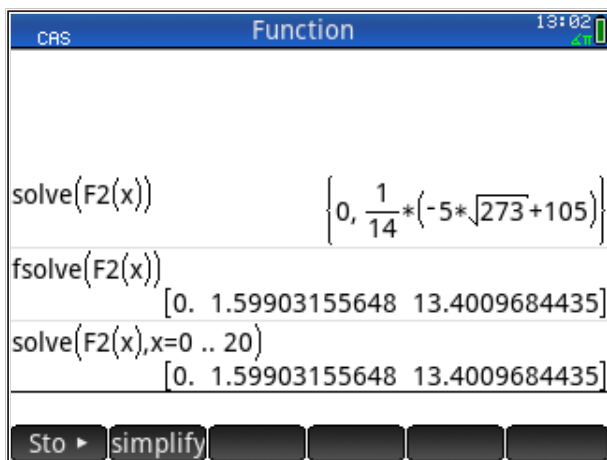 CAS Function 13:02
∡π
solve(F2(x)) {0, 1/14*(-5*√273+105)}
fsolve(F2(x))
[0. 1.59903155648 13.4009684435]
solve(F2(x),x=0 .. 20)
[0. 1.59903155648 13.4009684435]
Sto ► simplify